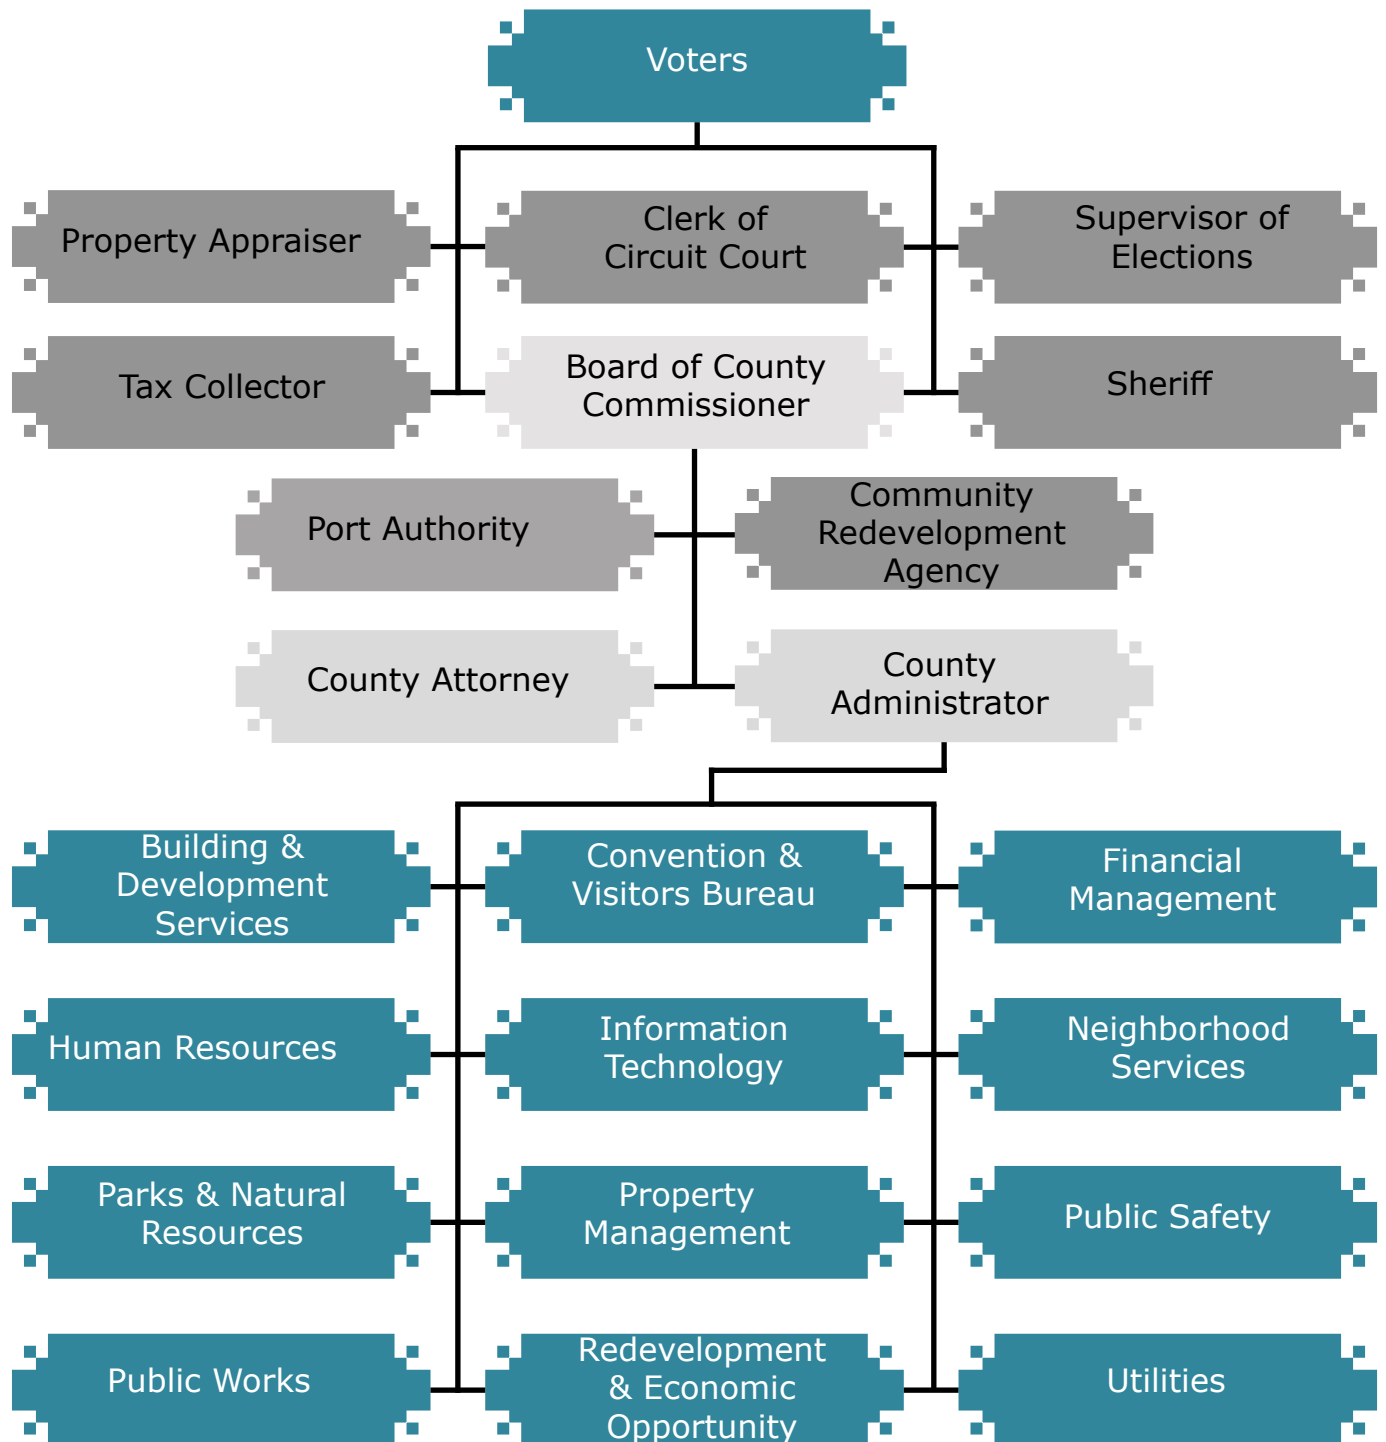 Voters
Property Appraiser
Clerk of
Circuit Court
Supervisor of
Elections
Tax Collector
Board of County
Commissioner
Sheriff
Port Authority
Community
Redevelopment
Agency
County Attorney
County
Administrator
Building &
Development
Services
Convention &
Visitors Bureau
Financial
Management
Human Resources
Information
Technology
Neighborhood
Services
Parks & Natural
Resources
Property
Management
Public Safety
Public Works
Redevelopment
& Economic
Opportunity
Utilities